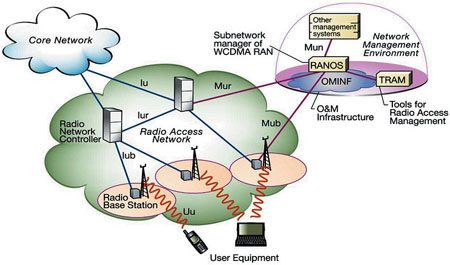 Other
management
systems
Network
Management
Environment
Subnetwork
manager of
WCDMA RAN
Mun
RANOS
OMINF
TRAM
O&M
Infrastructure
Tools for
Radio Access
Management
Core Network
Iu
Mur
Iur
Radio
Network
Controller
Radio Access
Network
Mub
Iub
Radio
Base Station
Uu
User Equipment